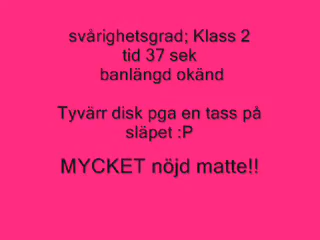 svårighetsgrad; Klass 2
tid 37 sek
banlängd okänd
Tyvärr disk pga en tass på
släpet :P
MYCKET nöjd matte!!